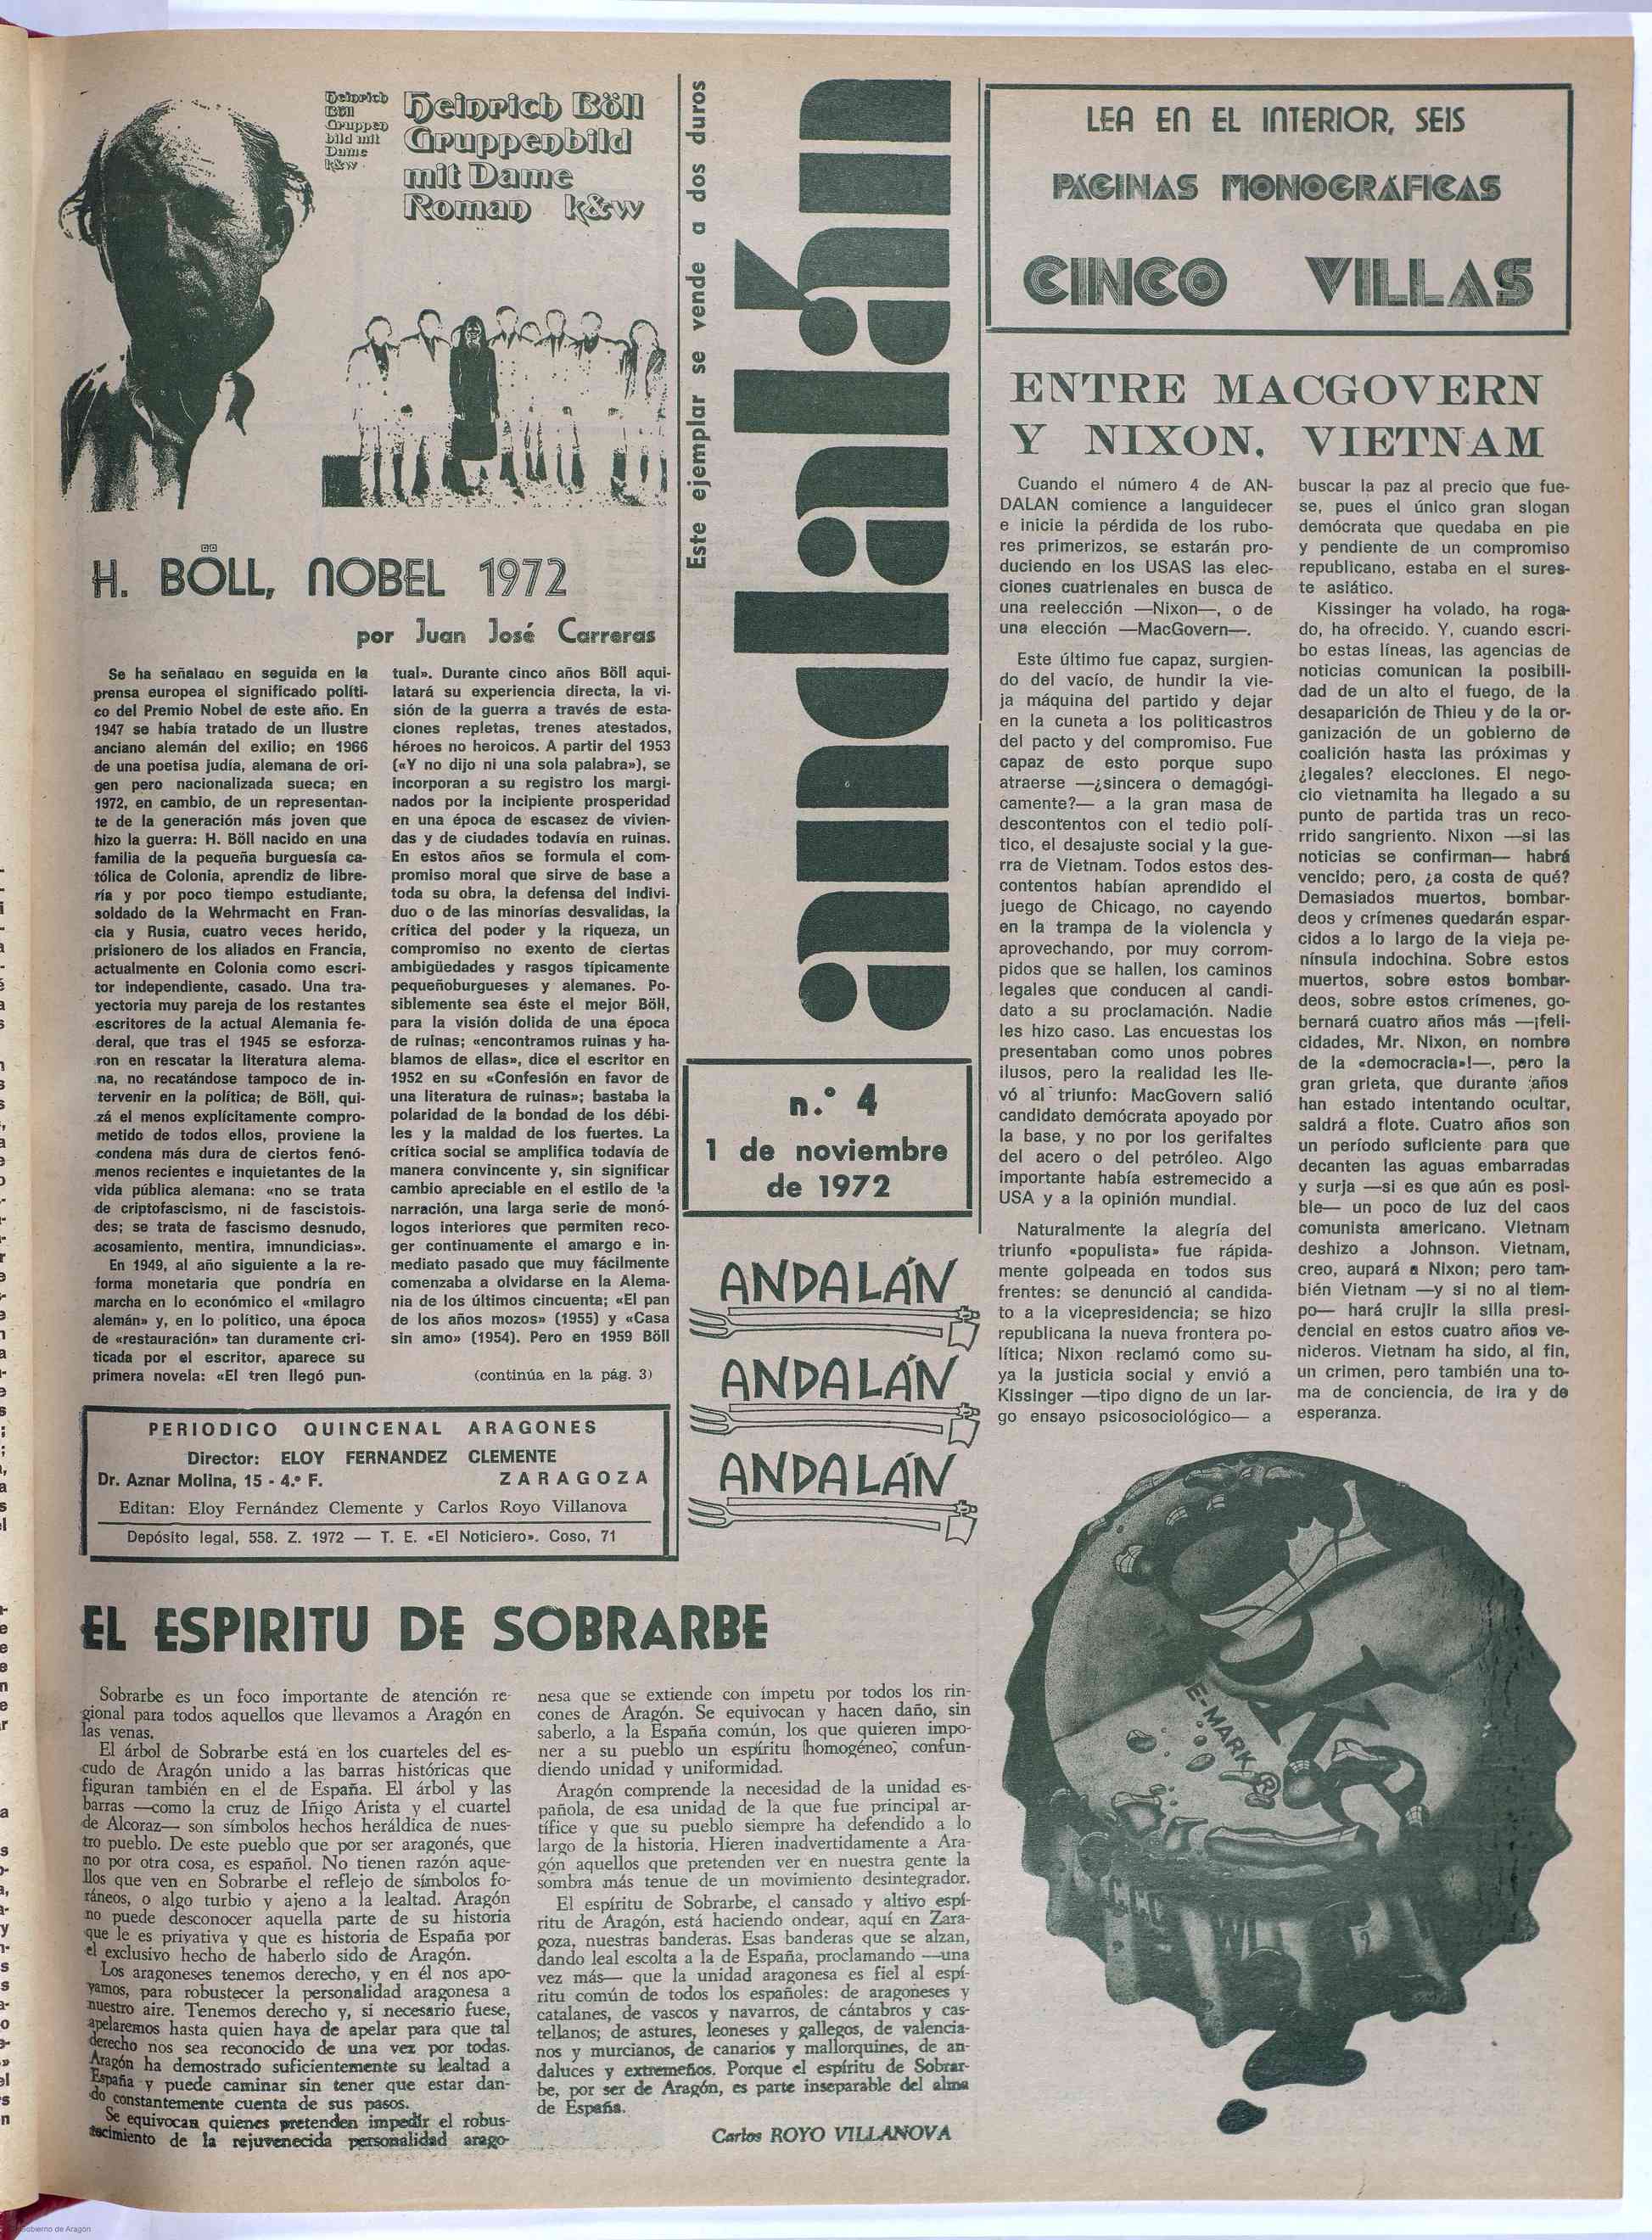 Heinrich
Böll
Gruppen
bild mit
Dame
k&w
Heinrich Böll
Gruppenbild
mit Dame
Roman k&w
H. BÖLL, NOBEL 1972
por Juan José Carreras
Se ha señalado en seguida en la
prensa europea el significado políti-
co del Premio Nobel de este año. En
1947 se había tratado de un ilustre
anciano alemán del exilio; en 1966
de una poetisa judía, alemana de ori-
gen pero nacionalizada sueca; en
1972, en cambio, de un representan-
te de la generación más joven que
hizo la guerra: H. Böll nacido en una
familia de la pequeña burguesía ca-
tólica de Colonia, aprendiz de libre-
ría y por poco tiempo estudiante,
soldado de la Wehrmacht en Fran-
cia y Rusia, cuatro veces herido,
prisionero de los aliados en Francia,
actualmente en Colonia como escri-
tor independiente, casado. Una tra-
yectoria muy pareja de los restantes
escritores de la actual Alemania fe-
deral, que tras el 1945 se esforza-
ron en rescatar la literatura alema-
na, no recatándose tampoco de in-
tervenir en la política; de Böll, qui-
zá el menos explícitamente compro-
metido de todos ellos, proviene la
condena más dura de ciertos fenó-
menos recientes e inquietantes de la
vida pública alemana: «no se trata
de criptofascismo, ni de fascistois-
des; se trata de fascismo desnudo,
acosamiento, mentira, imnundicias».
En 1949, al año siguiente a la re-
forma monetaria que pondría en
marcha en lo económico el «milagro
alemán» y, en lo político, una época
de «restauración» tan duramente cri-
ticada por el escritor, aparece su
primera novela: «El tren llegó pun-
tual». Durante cinco años Böll aqui-
latará su experiencia directa, la vi-
sión de la guerra a través de esta-
ciones repletas, trenes atestados,
héroes no heroicos. A partir del 1953
(«Y no dijo ni una sola palabra»), se
incorporan a su registro los margi-
nados por la incipiente prosperidad
en una época de escasez de vivien-
das y de ciudades todavía en ruinas.
En estos años se formula el com-
promiso moral que sirve de base a
toda su obra, la defensa del indivi-
duo o de las minorías desvalidas, la
crítica del poder y la riqueza, un
compromiso no exento de ciertas
ambigüedades y rasgos típicamente
pequeñoburgueses y alemanes. Po-
siblemente sea éste el mejor Böll,
para la visión dolida de una época
de ruinas; «encontramos ruinas y ha-
blamos de ellas», dice el escritor en
1952 en su «Confesión en favor de
una literatura de ruinas»; bastaba la
polaridad de la bondad de los débi-
les y la maldad de los fuertes. La
crítica social se amplifica todavía de
manera convincente y, sin significar
cambio apreciable en el estilo de la
narración, una larga serie de monó-
logos interiores que permiten reco-
ger continuamente el amargo e in-
mediato pasado que muy fácilmente
comenzaba a olvidarse en la Alema-
nia de los últimos cincuenta; «El pan
de los años mozos» (1955) y «Casa
sin amo» (1954). Pero en 1959 Böll
(continúa en la pág. 3)
PERIODICO QUINCENAL ARAGONES
Director: ELOY FERNANDEZ CLEMENTE
Dr. Aznar Molina, 15 - 4.º F. ZARAGOZA
Editan: Eloy Fernández Clemente y Carlos Royo Villanova
Depósito legal, 558. Z. 1972 — T. E. «El Noticiero». Coso, 71
Este ejemplar se vende a dos duros
andalán
n.º 4
1 de noviembre
de 1972
ANDALÁN
ANDALÁN
ANDALÁN
LEA EN EL INTERIOR, SEIS
PÁGINAS MONOGRÁFICAS
CINCO VILLAS
ENTRE MACGOVERN
Y NIXON, VIETNAM
Cuando el número 4 de AN-
DALAN comience a languidecer
e inicie la pérdida de los rubo-
res primerizos, se estarán pro-
duciendo en los USAS las elec-
ciones cuatrienales en busca de
una reelección —Nixon—, o de
una elección —MacGovern—.
Este último fue capaz, surgien-
do del vacío, de hundir la vie-
ja máquina del partido y dejar
en la cuneta a los politicastros
del pacto y del compromiso. Fue
capaz de esto porque supo
atraerse —¿sincera o demagógi-
camente?— a la gran masa de
descontentos con el tedio polí-
tico, el desajuste social y la gue-
rra de Vietnam. Todos estos des-
contentos habían aprendido el
juego de Chicago, no cayendo
en la trampa de la violencia y
aprovechando, por muy corrom-
pidos que se hallen, los caminos
legales que conducen al candi-
dato a su proclamación. Nadie
les hizo caso. Las encuestas los
presentaban como unos pobres
ilusos, pero la realidad les lle-
vó al triunfo: MacGovern salió
candidato demócrata apoyado por
la base, y no por los gerifaltes
del acero o del petróleo. Algo
importante había estremecido a
USA y a la opinión mundial.
Naturalmente la alegría del
triunfo «populista» fue rápida-
mente golpeada en todos sus
frentes: se denunció al candida-
to a la vicepresidencia; se hizo
republicana la nueva frontera po-
lítica; Nixon reclamó como su-
ya la justicia social y envió a
Kissinger —tipo digno de un lar-
go ensayo psicosociológico— a
buscar la paz al precio que fue-
se, pues el único gran slogan
demócrata que quedaba en pie
y pendiente de un compromiso
republicano, estaba en el sures-
te asiático.
Kissinger ha volado, ha roga-
do, ha ofrecido. Y, cuando escri-
bo estas líneas, las agencias de
noticias comunican la posibili-
dad de un alto el fuego, de la
desaparición de Thieu y de la or-
ganización de un gobierno de
coalición hasta las próximas y
¿legales? elecciones. El nego-
cio vietnamita ha llegado a su
punto de partida tras un reco-
rrido sangriento. Nixon —si las
noticias se confirman— habrá
vencido; pero, ¿a costa de qué?
Demasiados muertos, bombar-
deos y crímenes quedarán espar-
cidos a lo largo de la vieja pe-
nínsula indochina. Sobre estos
muertos, sobre estos bombar-
deos, sobre estos crímenes, go-
bernará cuatro años más —¡feli-
cidades, Mr. Nixon, en nombre
de la «democracia»!—, pero la
gran grieta, que durante años
han estado intentando ocultar,
saldrá a flote. Cuatro años son
un período suficiente para que
decanten las aguas embarradas
y surja —si es que aún es posi-
ble— un poco de luz del caos
comunista americano. Vietnam
deshizo a Johnson. Vietnam,
creo, aupará a Nixon; pero tam-
bién Vietnam —y si no al tiem-
po— hará crujir la silla presi-
dencial en estos cuatro años ve-
nideros. Vietnam ha sido, al fin,
un crimen, pero también una to-
ma de conciencia, de ira y de
esperanza.
E-MARK ®
EL ESPIRITU DE SOBRARBE
Sobrarbe es un foco importante de atención re-
gional para todos aquellos que llevamos a Aragón en
las venas.
El árbol de Sobrarbe está en los cuarteles del es-
cudo de Aragón unido a las barras históricas que
figuran también en el de España. El árbol y las
barras —como la cruz de Iñigo Arista y el cuartel
de Alcoraz— son símbolos hechos heráldica de nues-
tro pueblo. De este pueblo que por ser aragonés, que
no por otra cosa, es español. No tienen razón aque-
llos que ven en Sobrarbe el reflejo de símbolos fo-
ráneos, o algo turbio y ajeno a la lealtad. Aragón
no puede desconocer aquella parte de su historia
que le es privativa y que es historia de España por
el exclusivo hecho de haberlo sido de Aragón.
Los aragoneses tenemos derecho, y en él nos apo-
yamos, para robustecer la personalidad aragonesa a
nuestro aire. Tenemos derecho y, si necesario fuese,
apelaremos hasta quien haya de apelar para que tal
derecho nos sea reconocido de una vez por todas.
Aragón ha demostrado suficientemente su lealtad a
España y puede caminar sin tener que estar dan-
do constantemente cuenta de sus pasos.
Se equivocan quienes pretenden impedir el robus-
tecimiento de la rejuvenecida personalidad arago-
nesa que se extiende con ímpetu por todos los rin-
cones de Aragón. Se equivocan y hacen daño, sin
saberlo, a la España común, los que quieren impo-
ner a su pueblo un espíritu homogéneo, confun-
diendo unidad y uniformidad.
Aragón comprende la necesidad de la unidad es-
pañola, de esa unidad de la que fue principal ar-
tífice y que su pueblo siempre ha defendido a lo
largo de la historia. Hieren inadvertidamente a Ara-
gón aquellos que pretenden ver en nuestra gente la
sombra más tenue de un movimiento desintegrador.
El espíritu de Sobrarbe, el cansado y altivo espí-
ritu de Aragón, está haciendo ondear, aquí en Zara-
goza, nuestras banderas. Esas banderas que se alzan,
dando leal escolta a la de España, proclamando —una
vez más— que la unidad aragonesa es fiel al espí-
ritu común de todos los españoles: de aragoneses y
catalanes, de vascos y navarros, de cántabros y cas-
tellanos; de astures, leoneses y gallegos, de valencia-
nos y murcianos, de canarios y mallorquines, de an-
daluces y extremeños. Porque el espíritu de Sobrar-
be, por ser de Aragón, es parte inseparable del alma
de España.
Carlos ROYO VILLANOVA
Gobierno de Aragón